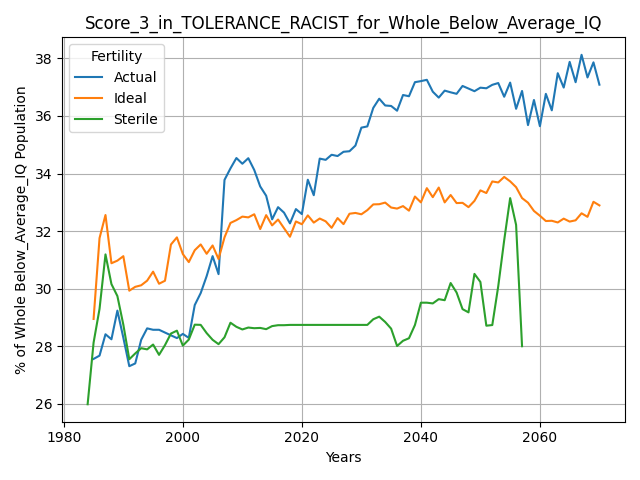 Score_3_in_TOLERANCE_RACIST_for_Whole_Below_Average_IQ
% of Whole Below_Average_IQ Population
38
36
34
32
30
28
26
Fertility
Actual
Ideal
Sterile
1980
2000
2020
2040
2060
Years